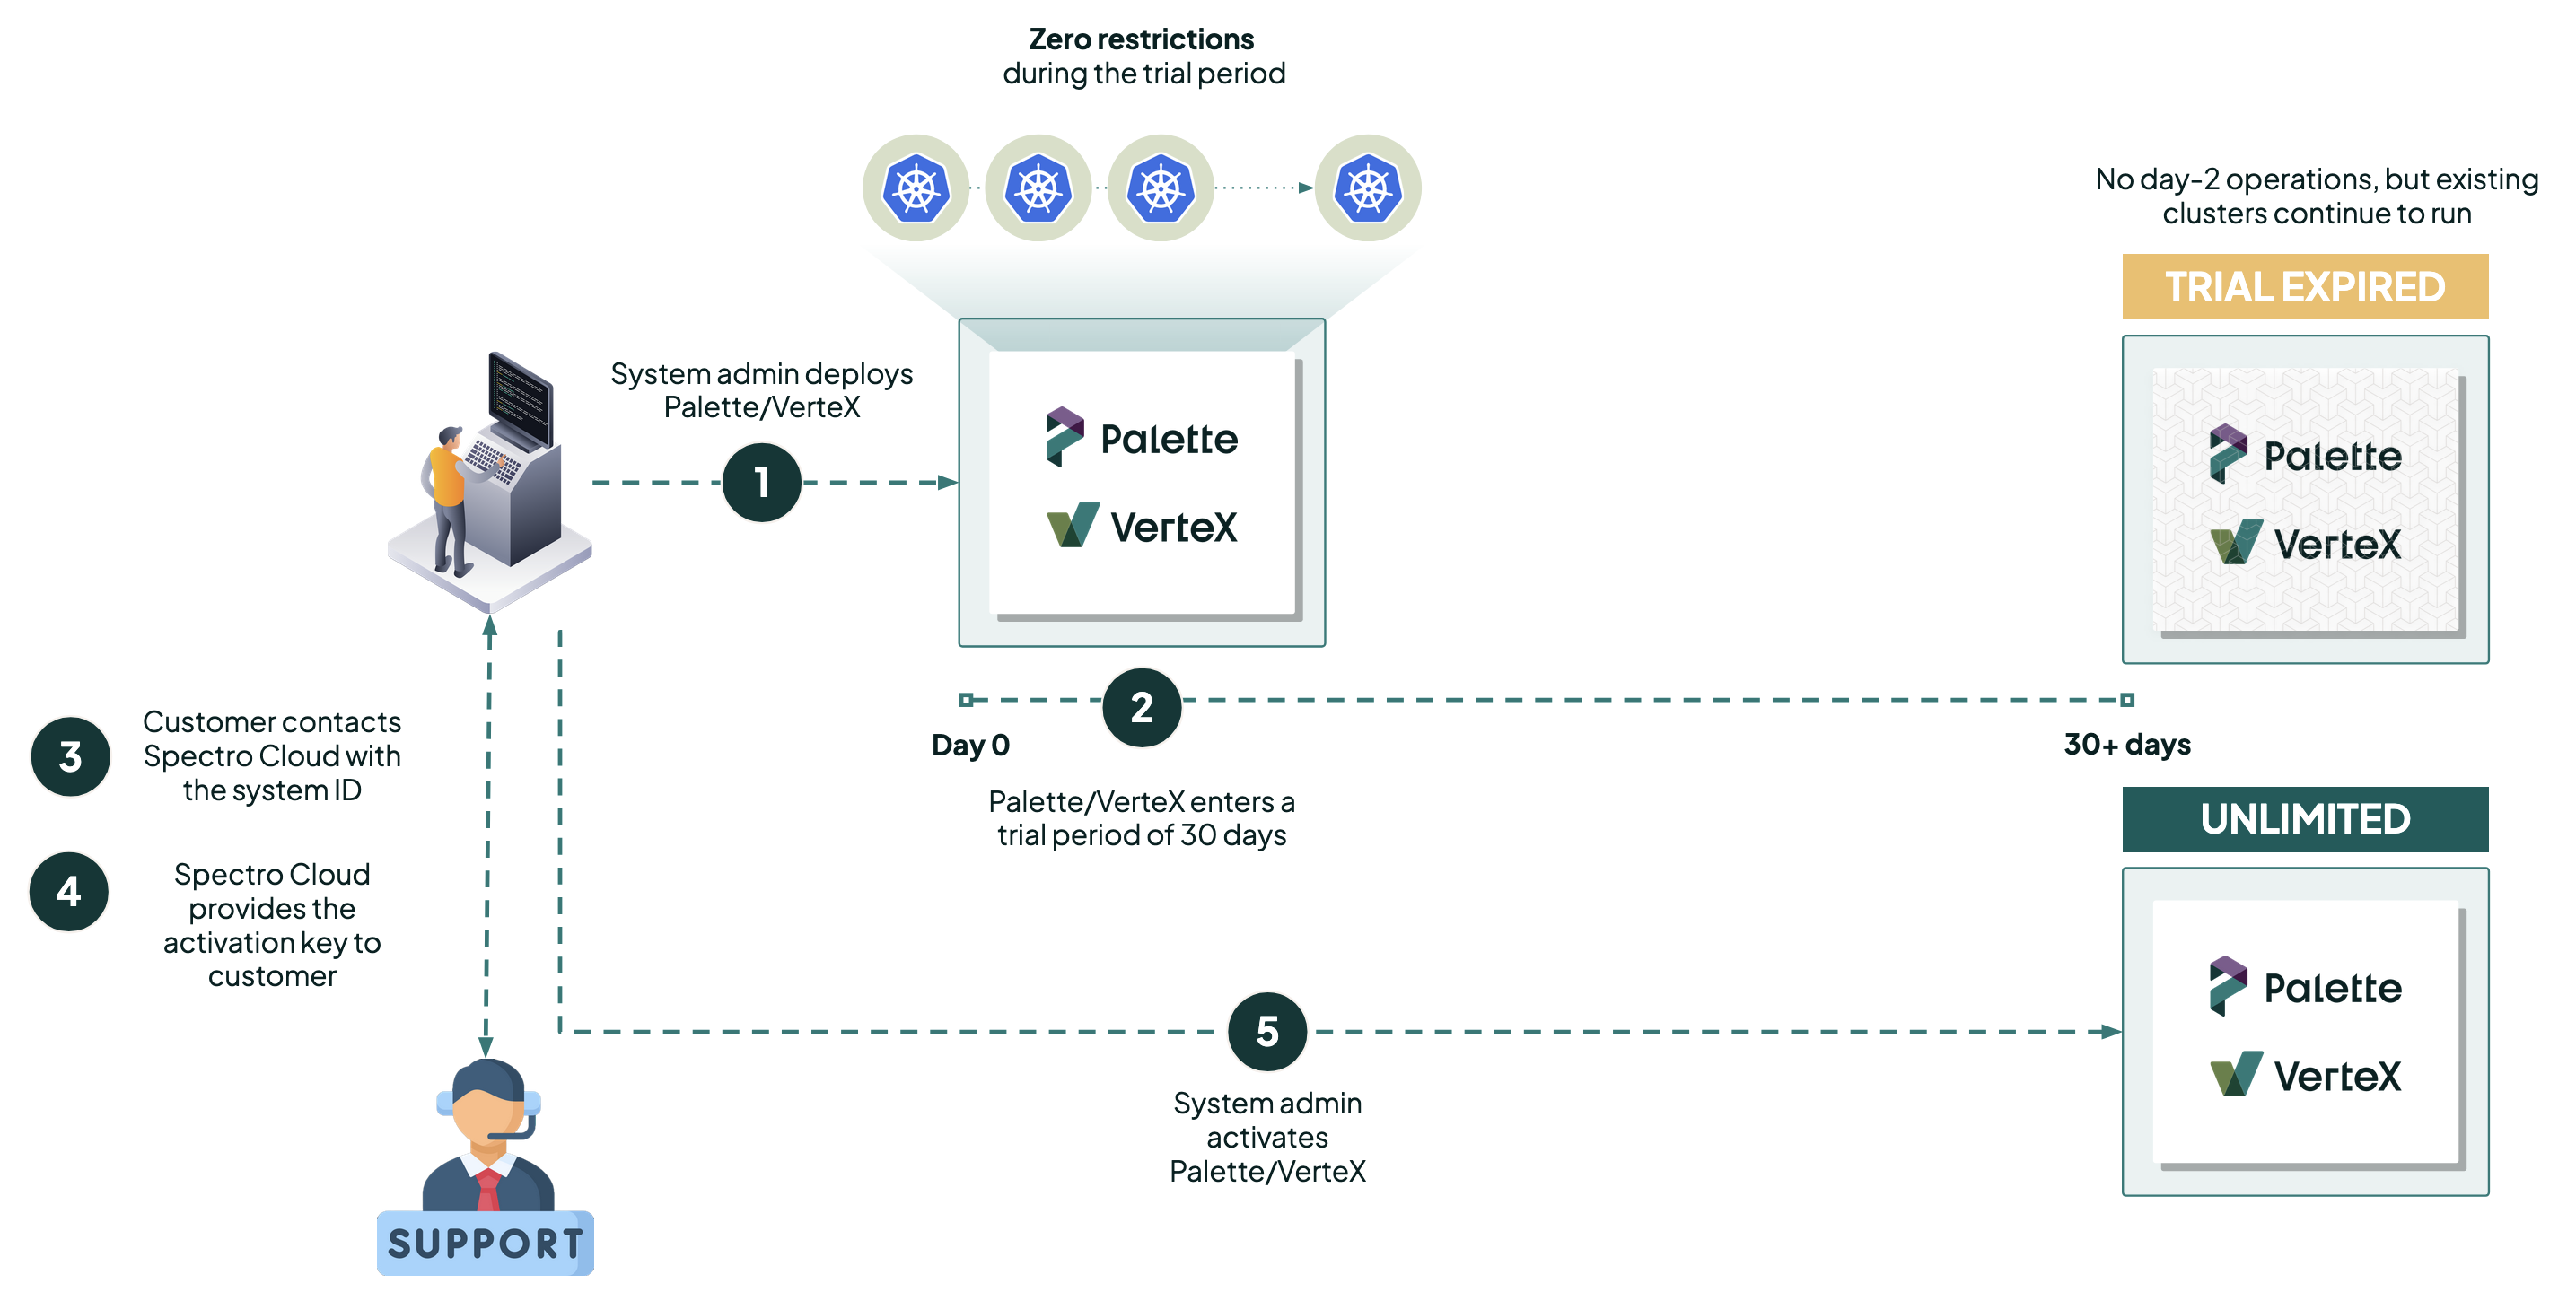 Zero restrictions
during the trial period
No day-2 operations, but existing
clusters continue to run
TRIAL EXPIRED
System admin deploys
Palette/VerteX
1
Palette
VerteX
Palette
VerteX
2
Day 0
30+ days
Palette/VerteX enters a
trial period of 30 days
3
Customer contacts
Spectro Cloud with
the system ID
4
Spectro Cloud
provides the
activation key to
customer
UNLIMITED
Palette
VerteX
5
System admin
activates
Palette/VerteX
SUPPORT